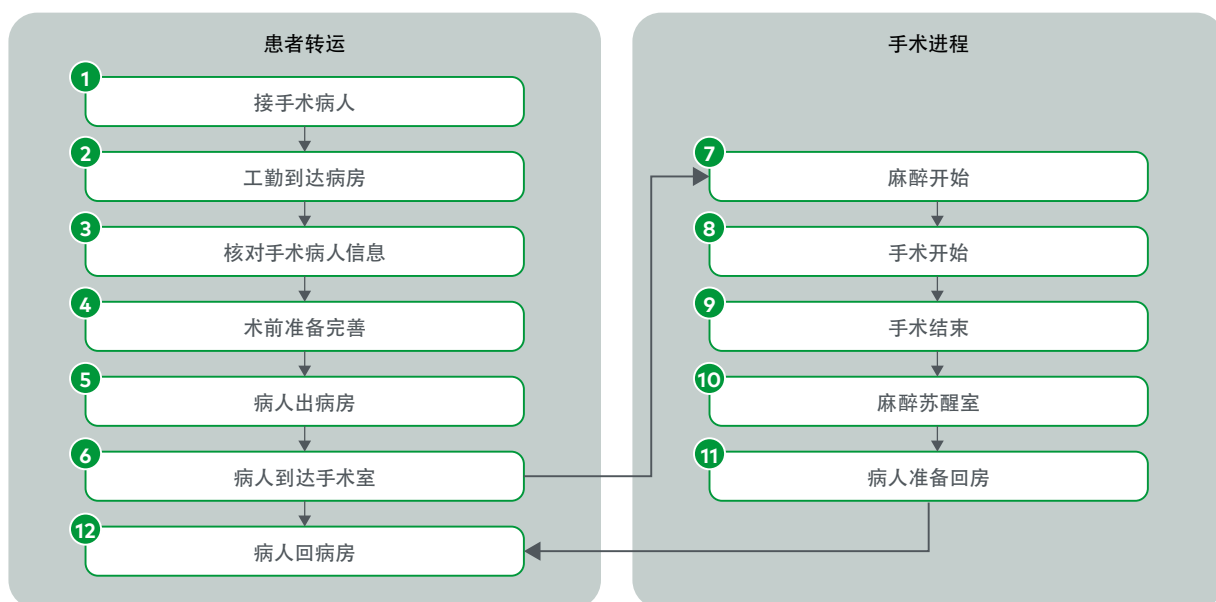 患者转运
1
接手术病人
2
工勤到达病房
3
核对手术病人信息
4
术前准备完善
5
病人出病房
6
病人到达手术室
12
病人回病房
手术进程
7
麻醉开始
8
手术开始
9
手术结束
10
麻醉苏醒室
11
病人准备回房